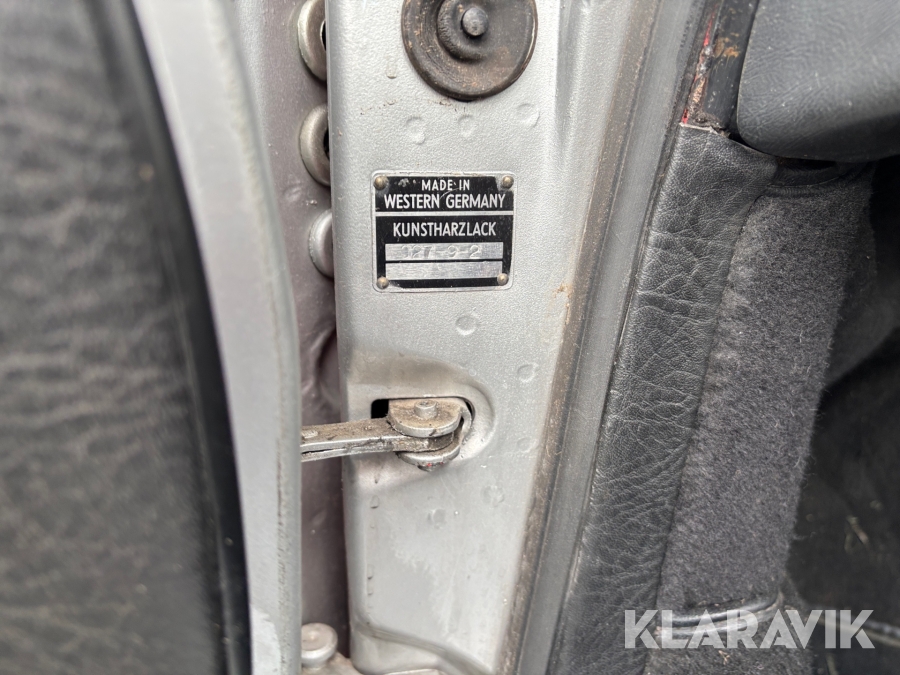 MADE IN
WESTERN GERMANY
KUNSTHARZLACK
KLARAVIK